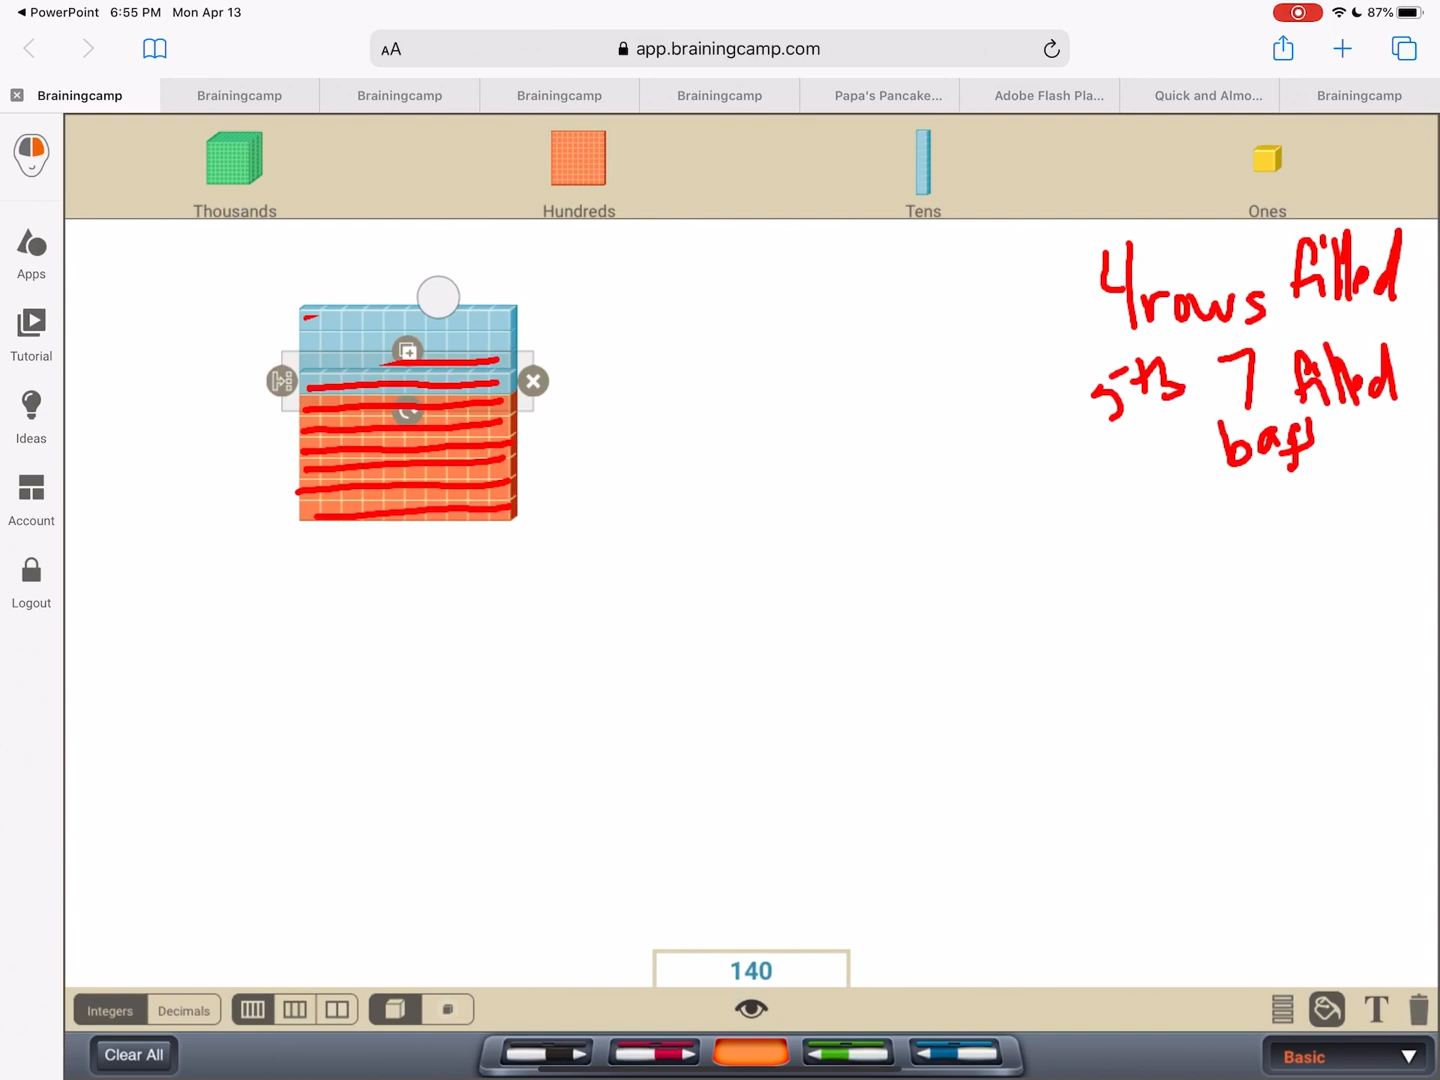 PowerPoint 6:55 PM Mon Apr 13 87%
AA app.brainingcamp.com
Brainingcamp Brainingcamp Brainingcamp Brainingcamp Brainingcamp Papa's Pancake... Adobe Flash Pla... Quick and Almo... Brainingcamp
Thousands Hundreds Tens Ones
Apps
Tutorial
Ideas
Account
Logout
4 rows filled
5th 7 filled
140
Integers Decimals T
Clear All Basic